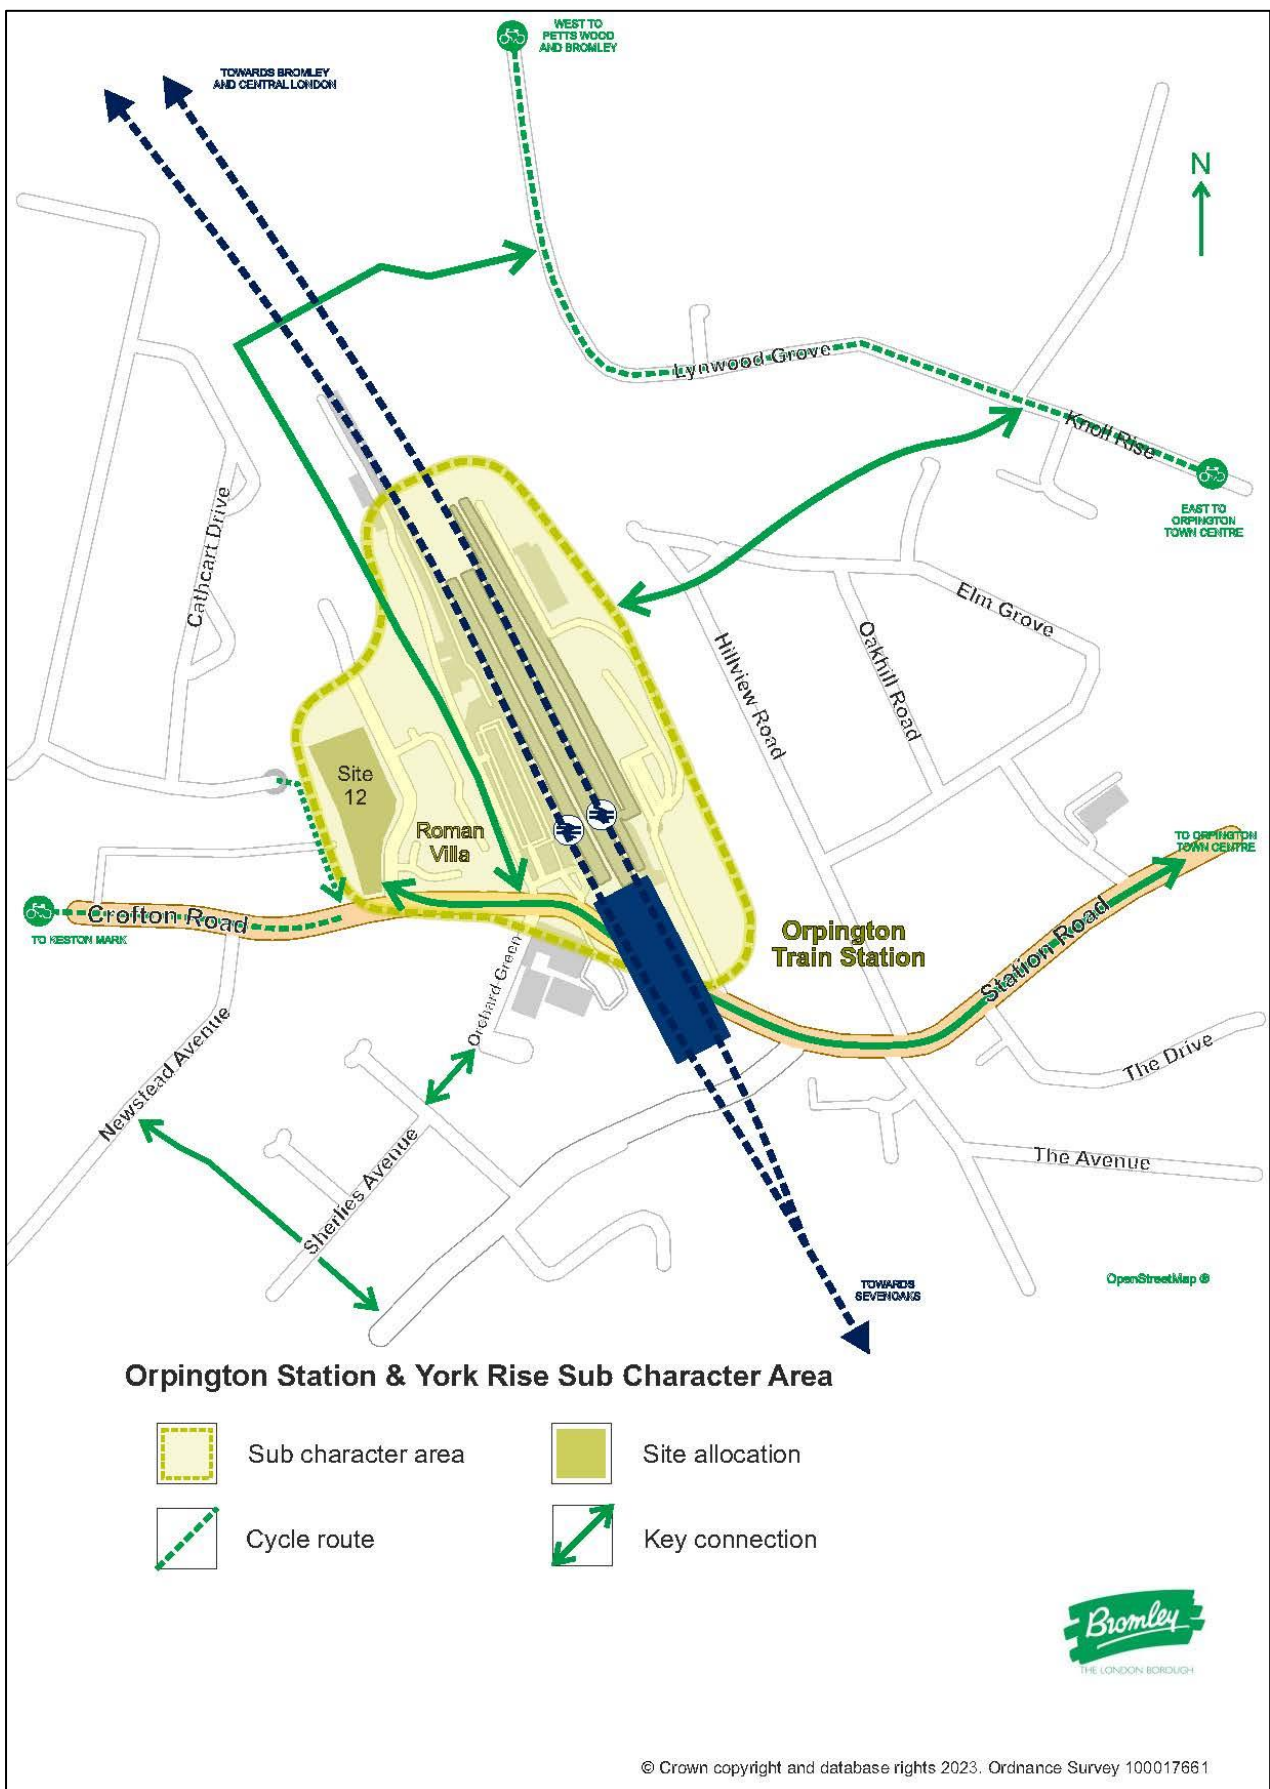 WEST TO
PETTS WOOD
AND BROMLEY
TOWARDS BROMLEY
AND CENTRAL LONDON
N
Lynwood Grove
Knoll Rise
EAST TO
ORPINGTON
TOWN CENTRE
Cathcart Drive
Elm Grove
Oakhill Road
Hillview Road
Site
12
Roman
Villa
TO ORPINGTON
TOWN CENTRE
Crofton Road
TO KESTON MARK
Orpington
Train Station
Station Road
Orchard Green
Newstead Avenue
The Drive
Sherlies Avenue
The Avenue
TOWARDS
SEVENOAKS
OpenStreetMap ®
Orpington Station & York Rise Sub Character Area
Sub character area
Site allocation
Cycle route
Key connection
Bromley
THE LONDON BOROUGH
© Crown copyright and database rights 2023. Ordnance Survey 100017661